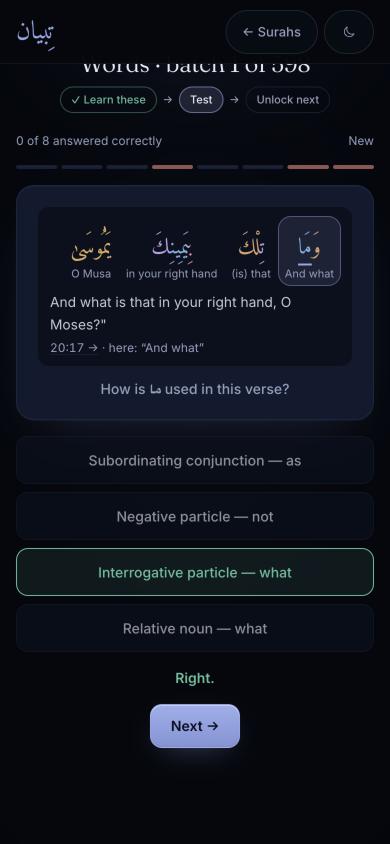 تِبيان
← Surahs
Words · batch 1 of 598
✓ Learn these → Test → Unlock next
0 of 8 answered correctly New
وَمَا تِلْكَ بِيَمِينِكَ يَٰمُوسَىٰ
And what (is) that in your right hand O Musa
And what is that in your right hand, O
Moses?"
20:17 → · here: “And what”
How is ما used in this verse?
Subordinating conjunction — as
Negative particle — not
Interrogative particle — what
Relative noun — what
Right.
Next →